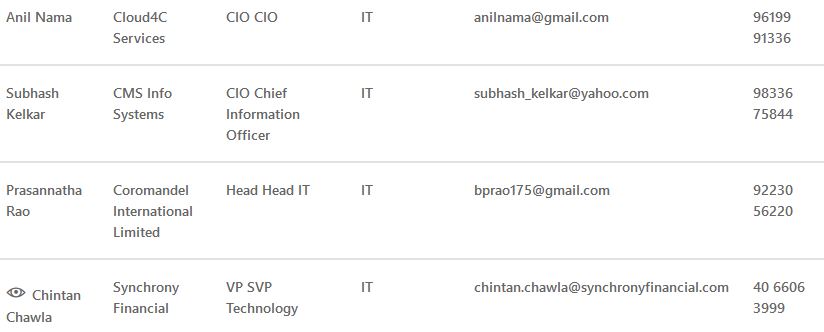 Anil Nama Cloud4C CIO CIO IT anilnama@gmail.com 96199
Services 91336
Subhash CMS Info CIO Chief IT subhash_kelkar@yahoo.com 98336
Kelkar Systems Information 75844
Officer
Prasannatha Coromandel Head Head IT IT bprao175@gmail.com 92230
Rao International 56220
Limited
Chintan Synchrony VP SVP IT chintan.chawla@synchronyfinancial.com 40 6606
Chawla Financial Technology 3999